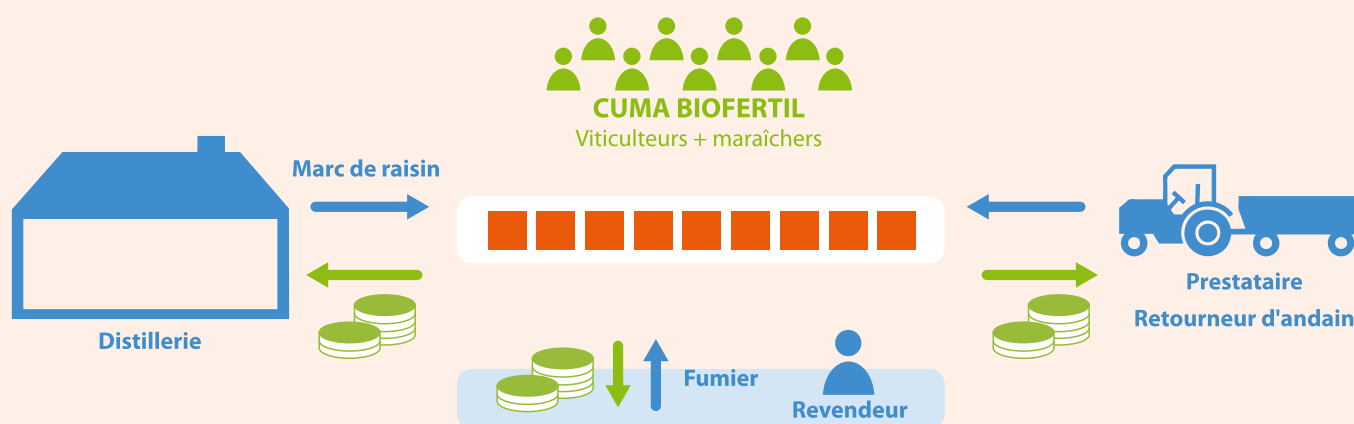 CUMA BIOFERTIL
Viticulteurs + maraîchers
Marc de raisin
Distillerie
Prestataire
Retourneur d'andain
Fumier
Revendeur